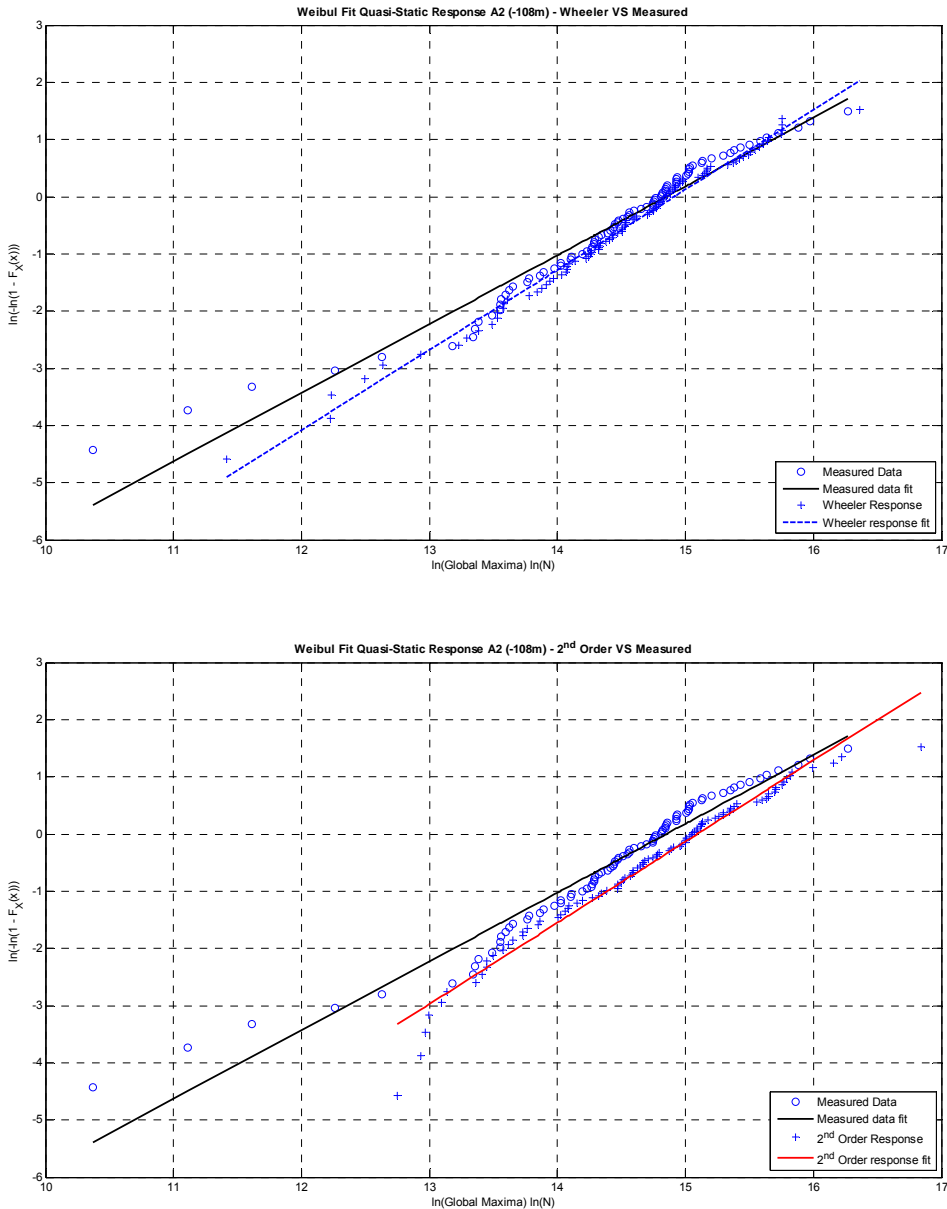 Weibul Fit Quasi-Static Response A2 (-108m) - Wheeler VS Measured
3
2
1
0
-1
-2
-3
-4
-5
-6
ln(-ln(1 - F_X(x)))
Measured Data
Measured data fit
Wheeler Response
Wheeler response fit
10 11 12 13 14 15 16 17
ln(Global Maxima) ln(N)
Weibul Fit Quasi-Static Response A2 (-108m) - 2nd Order VS Measured
3
2
1
0
-1
-2
-3
-4
-5
-6
ln(-ln(1 - F_X(x)))
Measured Data
Measured data fit
2nd Order Response
2nd Order response fit
10 11 12 13 14 15 16 17
ln(Global Maxima) ln(N)